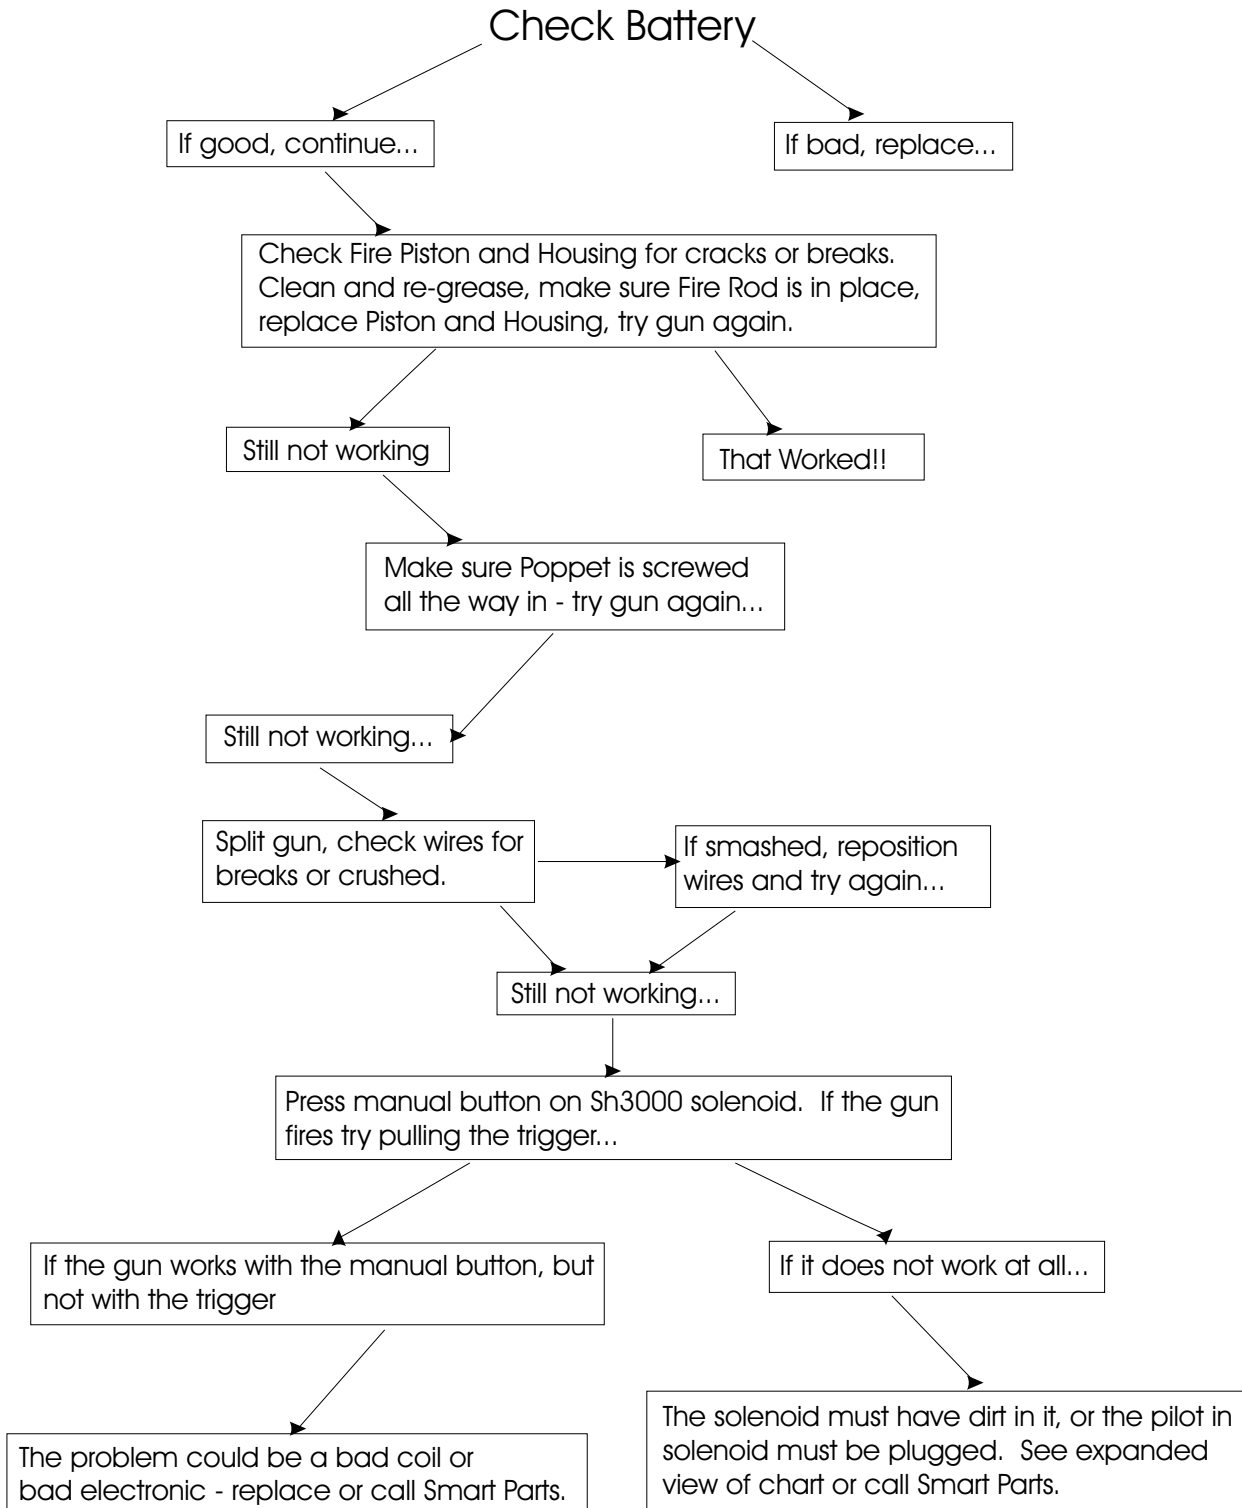 Check Battery
If good, continue...
If bad, replace...
Check Fire Piston and Housing for cracks or breaks.
Clean and re-grease, make sure Fire Rod is in place,
replace Piston and Housing, try gun again.
Still not working
That Worked!!
Make sure Poppet is screwed
all the way in - try gun again...
Still not working...
Split gun, check wires for
breaks or crushed.
If smashed, reposition
wires and try again...
Still not working...
Press manual button on Sh3000 solenoid.  If the gun
fires try pulling the trigger...
If the gun works with the manual button, but
not with the trigger
If it does not work at all...
The problem could be a bad coil or
bad electronic - replace or call Smart Parts.
The solenoid must have dirt in it, or the pilot in
solenoid must be plugged.  See expanded
view of chart or call Smart Parts.